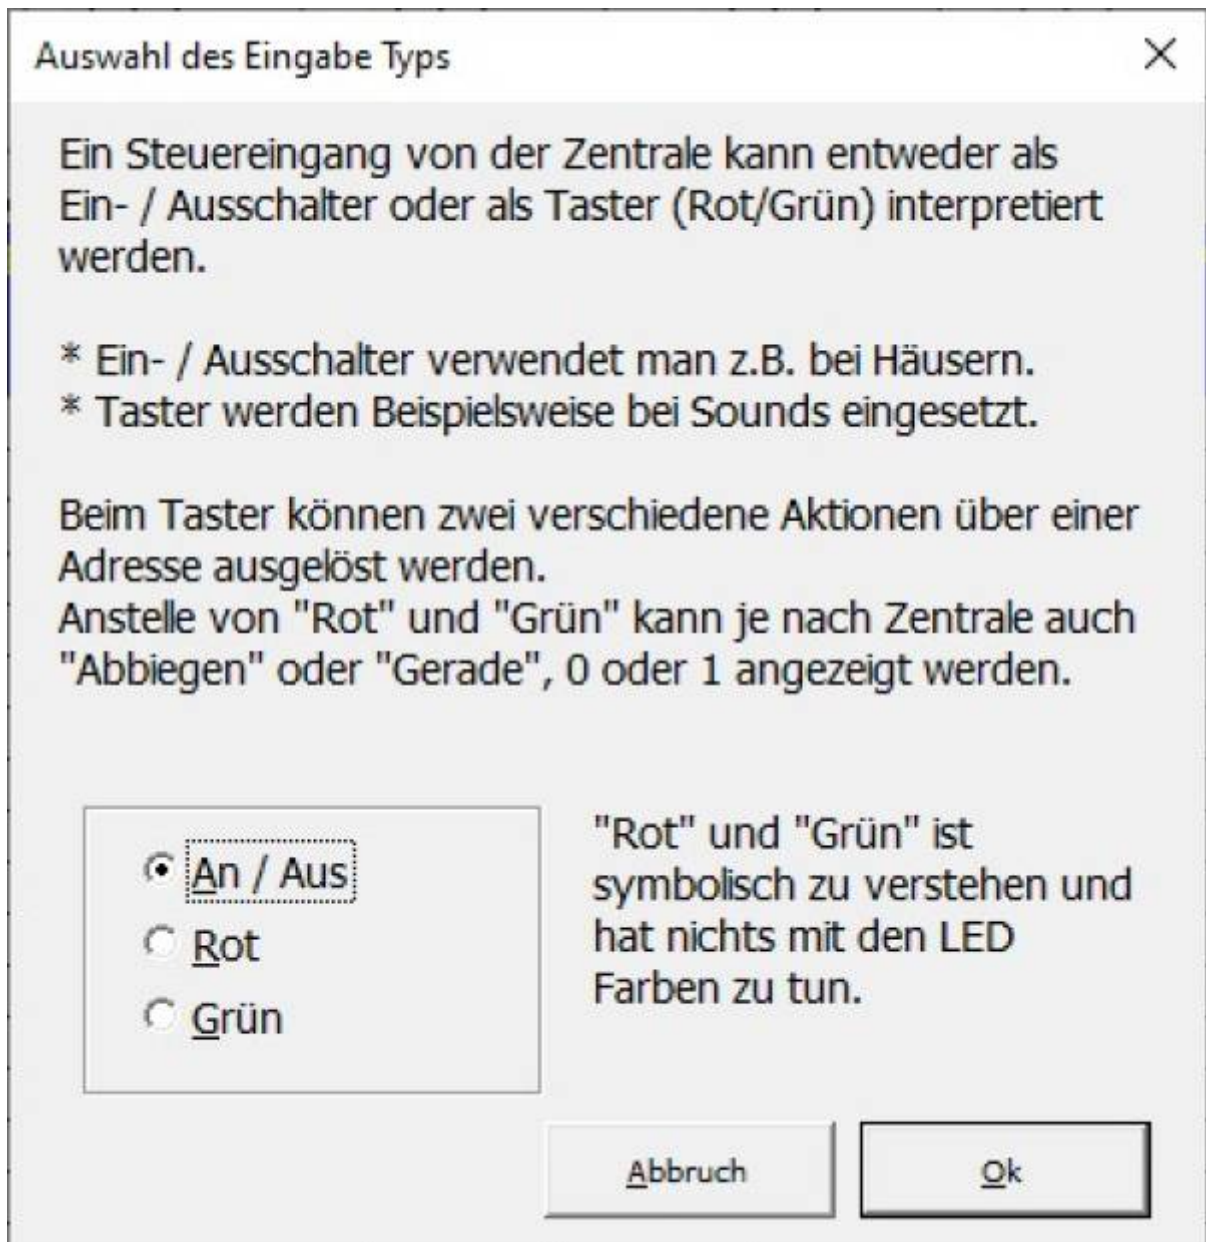 Auswahl des Eingabe Typs
Ein Steuereingang von der Zentrale kann entweder als
Ein- / Ausschalter oder als Taster (Rot/Grün) interpretiert
werden.
* Ein- / Ausschalter verwendet man z.B. bei Häusern.
* Taster werden Beispielsweise bei Sounds eingesetzt.
Beim Taster können zwei verschiedene Aktionen über einer
Adresse ausgelöst werden.
Anstelle von "Rot" und "Grün" kann je nach Zentrale auch
"Abbiegen" oder "Gerade", 0 oder 1 angezeigt werden.
An / Aus
Rot
Grün
"Rot" und "Grün" ist
symbolisch zu verstehen und
hat nichts mit den LED
Farben zu tun.
Abbruch
Ok